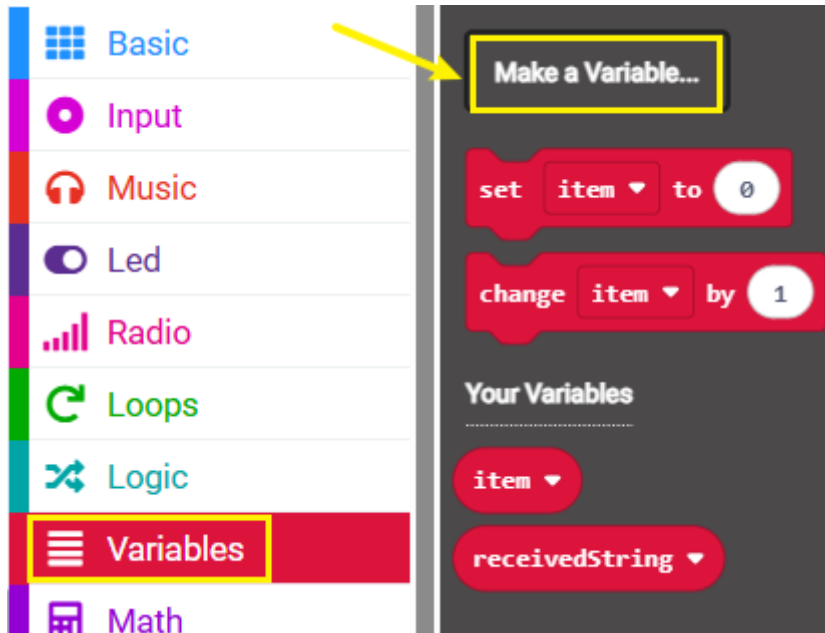 Basic
Input
Music
Led
Radio
Loops
Logic
Variables
Math
Make a Variable...
set item to 0
change item by 1
Your Variables
item
receivedString